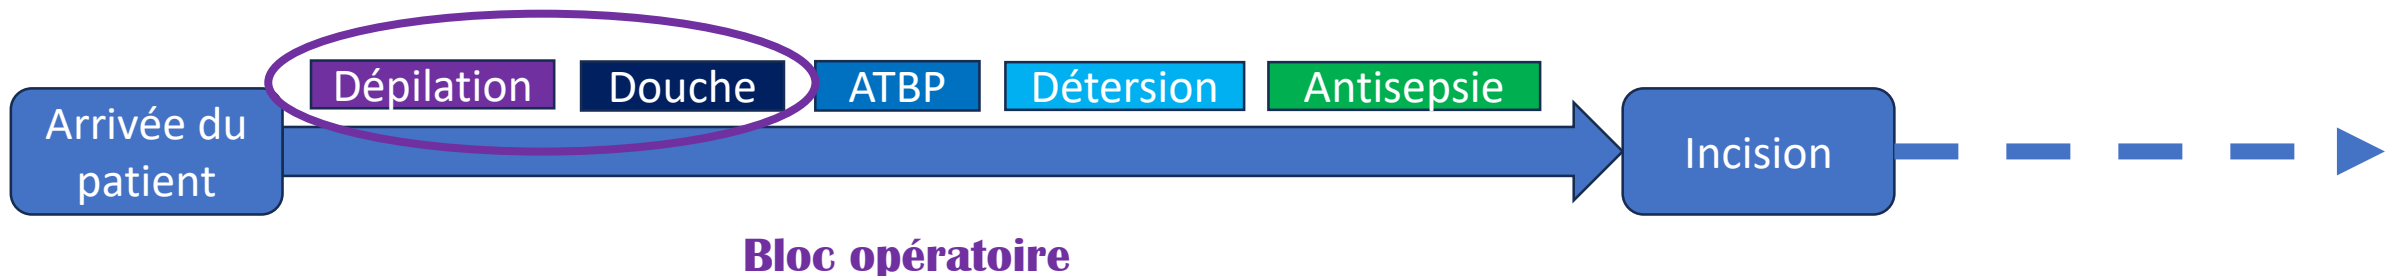 Arrivée du
patient
Dépilation
Douche
ATBP
Détersion
Antisepsie
Incision
Bloc opératoire